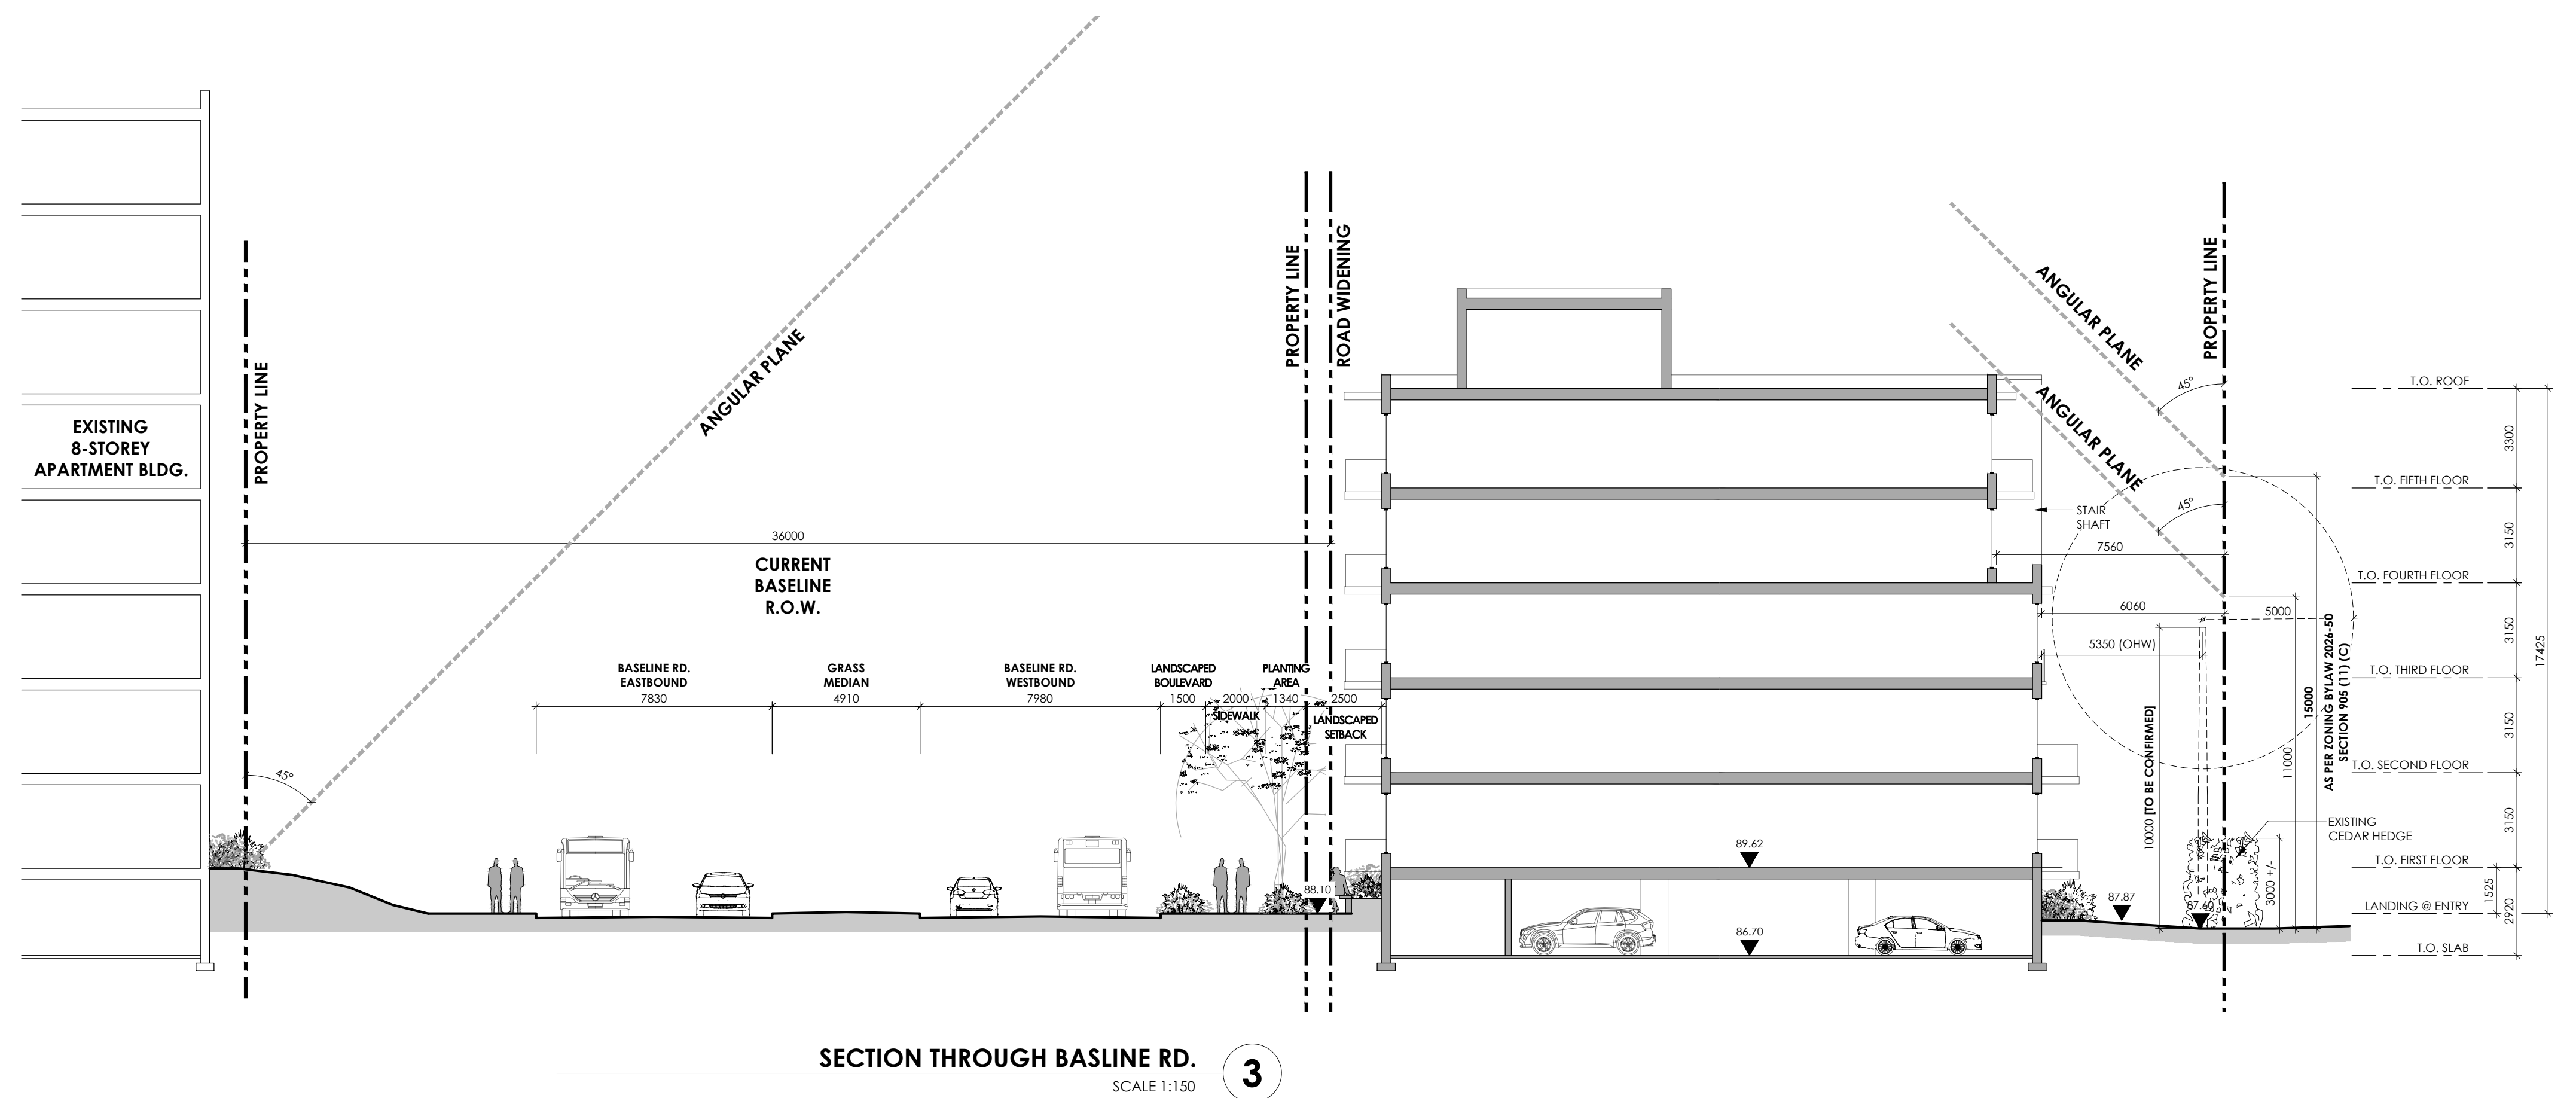 EXISTING
8-STOREY
APARTMENT BLDG.
PROPERTY LINE
45°
ANGULAR PLANE
36000
CURRENT
BASELINE
R.O.W.
BASELINE RD.
EASTBOUND
7830
GRASS
MEDIAN
4910
BASELINE RD.
WESTBOUND
7980
LANDSCAPED
BOULEVARD
1500
2000
SIDEWALK
PLANTING
AREA
1340
2500
LANDSCAPED
SETBACK
PROPERTY LINE
ROAD WIDENING
88.10
89.62
86.70
ANGULAR PLANE
ANGULAR PLANE
PROPERTY LINE
45°
45°
STAIR
SHAFT
7560
6060
5000
5350 (OHW)
10000 [TO BE CONFIRMED]
11000
15000
AS PER ZONING BYLAW 2026-50
SECTION 905 (11) (C)
EXISTING
CEDAR HEDGE
3000 +/-
87.87
T.O. ROOF
T.O. FIFTH FLOOR
T.O. FOURTH FLOOR
T.O. THIRD FLOOR
T.O. SECOND FLOOR
T.O. FIRST FLOOR
LANDING @ ENTRY
T.O. SLAB
3300
3150
3150
3150
3150
1525
2920
17425
SECTION THROUGH BASLINE RD.
SCALE 1:150
3